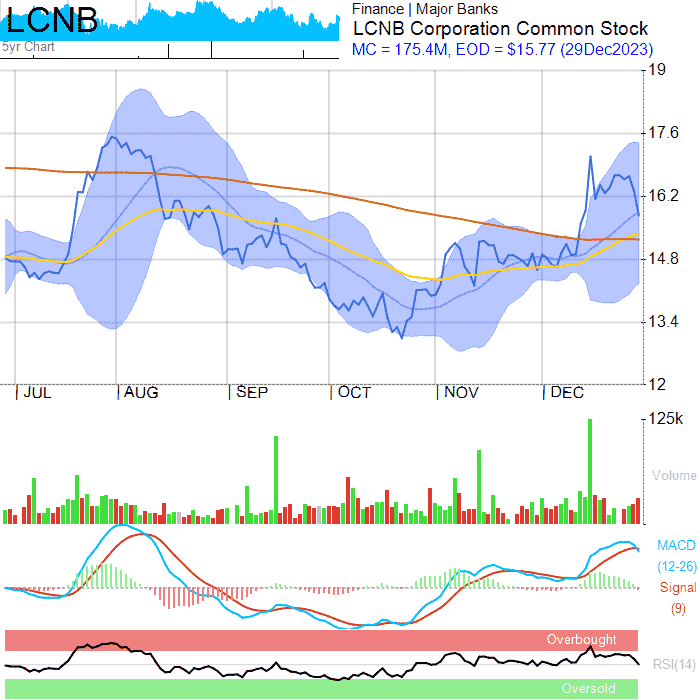 LCNB
5yr Chart
Finance | Major Banks
LCNB Corporation Common Stock
MC = 175.4M, EOD = $15.77 (29Dec2023)
19
17.6
16.2
14.8
13.4
12
JUL AUG SEP OCT NOV DEC
125k
Volume
MACD
(12-26)
Signal
(9)
Overbought
RSI(14)
Oversold